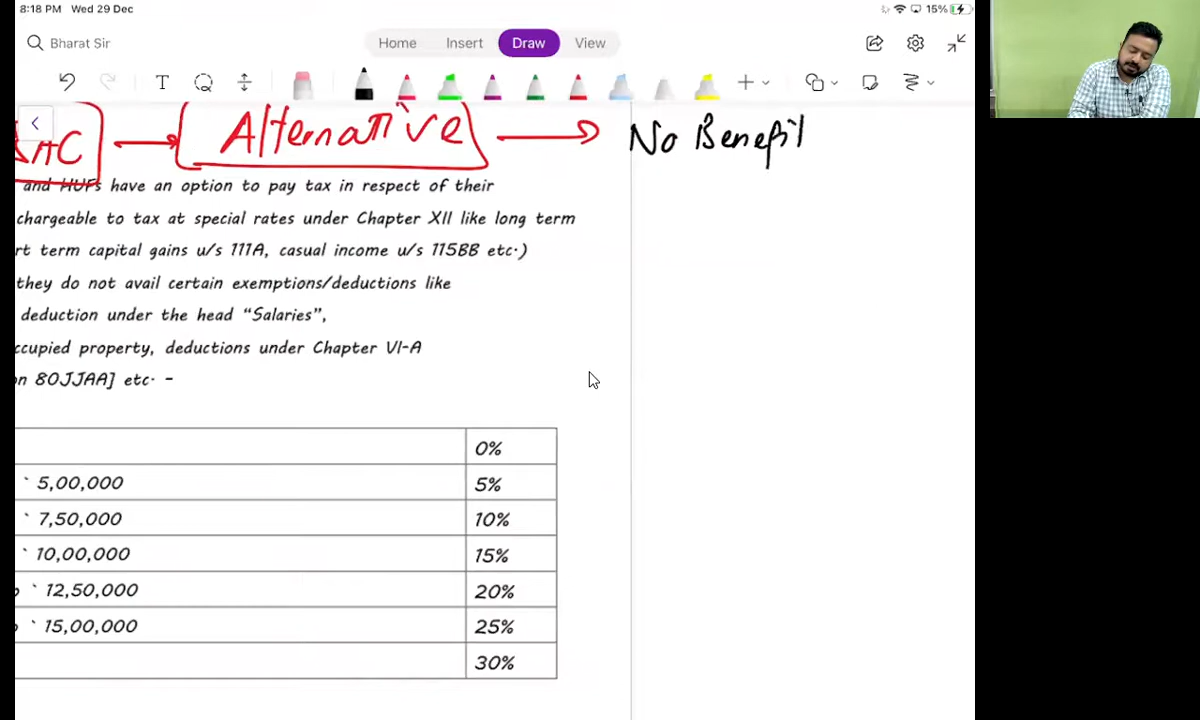 8:18 PM Wed 29 Dec
15%
Bharat Sir
Home Insert Draw View
T
Alternative No Benefit
and HUFs have an option to pay tax in respect of their
chargeable to tax at special rates under Chapter XII like long term
rt term capital gains u/s 111A, casual income u/s 115BB etc.)
they do not avail certain exemptions/deductions like
deduction under the head “Salaries”,
ccupied property, deductions under Chapter VI-A
on 80JJAA] etc. -
0%
` 5,00,000 5%
` 7,50,000 10%
` 10,00,000 15%
` 12,50,000 20%
` 15,00,000 25%
30%